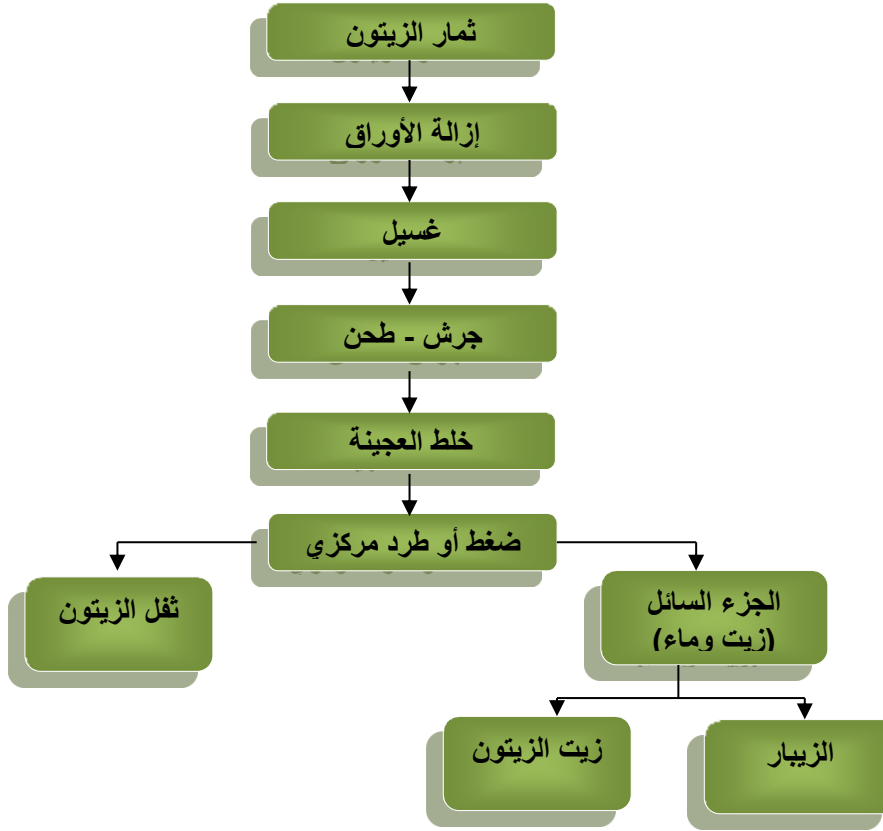 ثمار الزيتون
إزالة الأوراق
غسيل
جرش - طحن
خلط العجينة
ضغط أو طرد مركزي
الجزء السائل
(زيت وماء)
ثفل الزيتون
الزيبار
زيت الزيتون